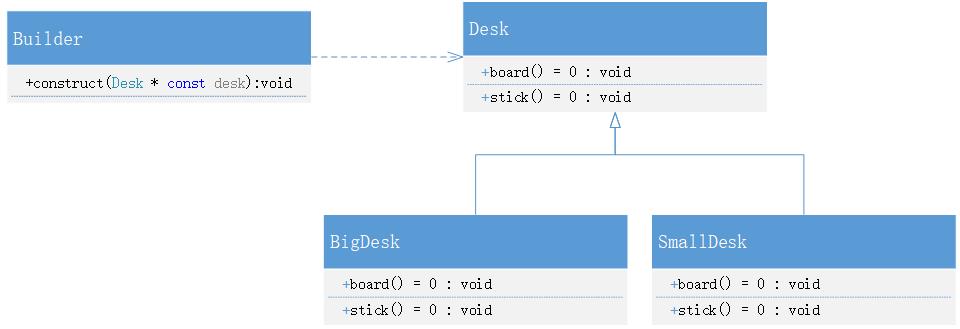 Builder
+construct(Desk * const desk):void
Desk
+board() = 0 : void
+stick() = 0 : void
BigDesk
+board() = 0 : void
+stick() = 0 : void
SmallDesk
+board() = 0 : void
+stick() = 0 : void